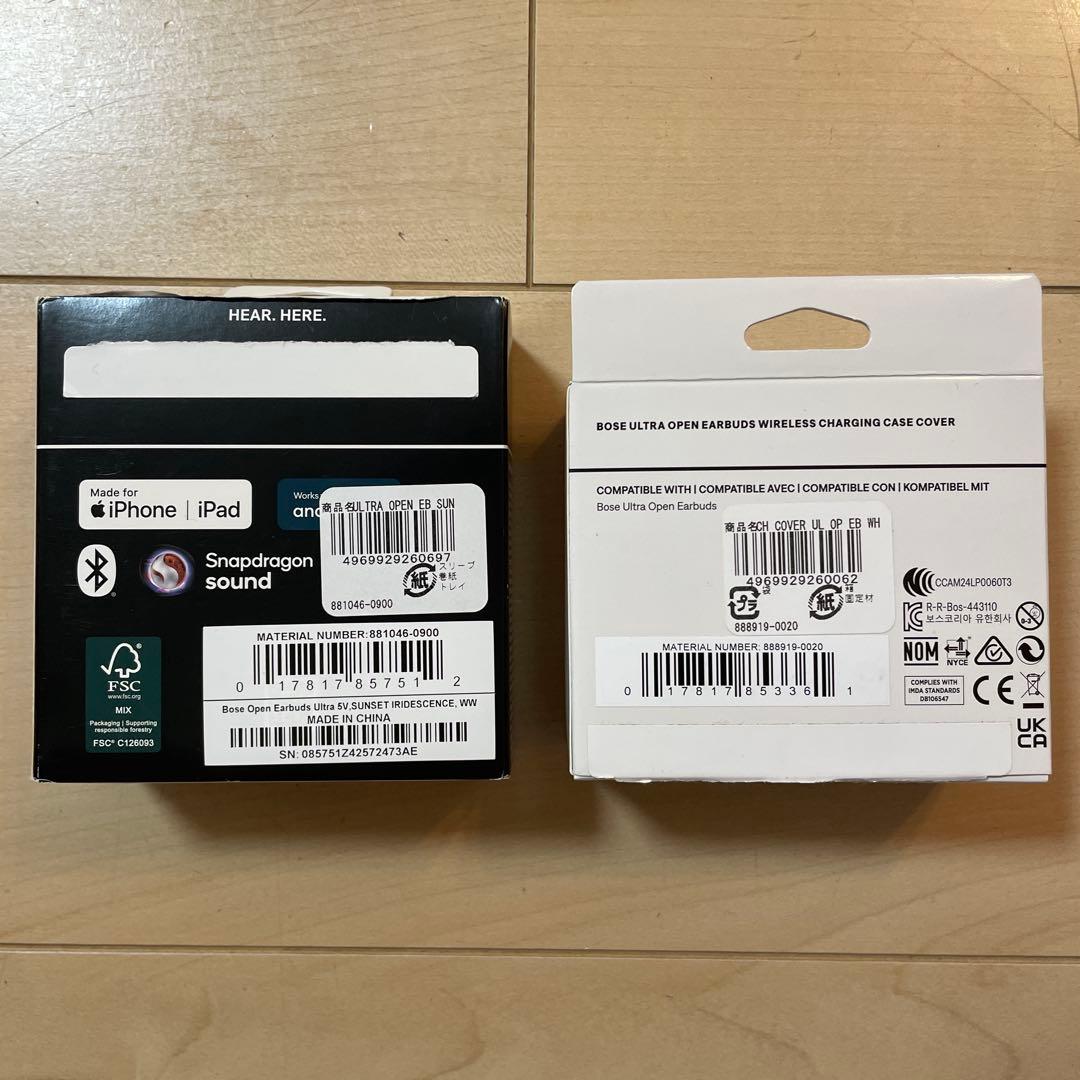 HEAR. HERE.
Made for
iPhone | iPad
Works
商品名ULTRA OPEN EB SUN
4969929260697
紙
スリーブ
巻紙
トレイ
881046-0900
Snapdragon
sound
MATERIAL NUMBER:881046-0900
0 17817 85751 2
Bose Open Earbuds Ultra 5V,SUNSET IRIDESCENCE, WW
MADE IN CHINA
SN: 085751Z42572473AE
FSC
www.fsc.org
MIX
Packaging | Supporting
responsible forestry
FSC® C126093
BOSE ULTRA OPEN EARBUDS WIRELESS CHARGING CASE COVER
COMPATIBLE WITH | COMPATIBLE AVEC | COMPATIBLE CON | KOMPATIBEL MIT
Bose Ultra Open Earbuds
商品名CH COVER UL OP EB WH
4969929260062
プラ
袋
紙
箱
固定材
888919-0020
MATERIAL NUMBER: 888919-0020
0 17817 85336 1
CCAM24LP0060T3
R-R-Bos-443110
보스코리아 유한회사
0-3
NOM
NYCE
COMPLIES WITH
IMDA STANDARDS
DB106547
CE
UK
CA